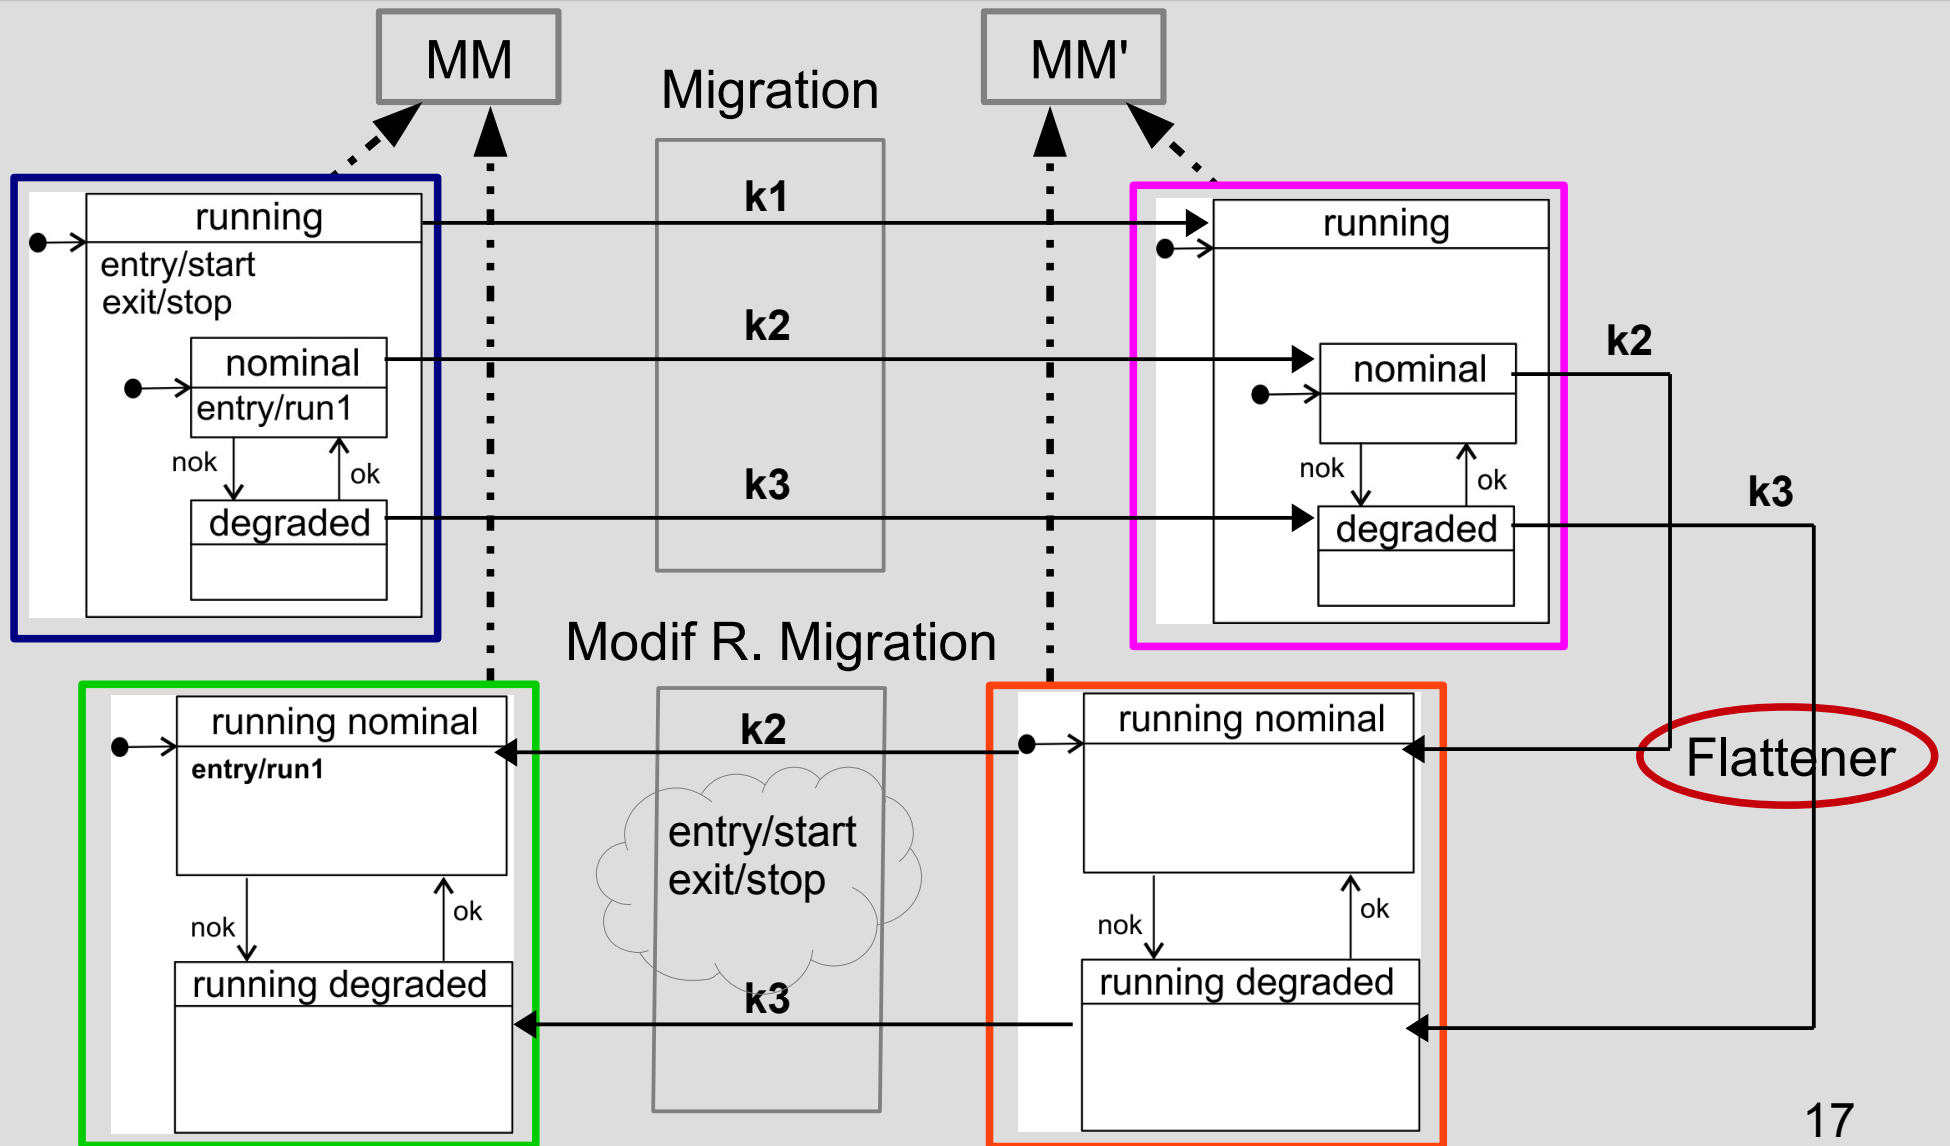 MM
MM'
Migration
k1
running
entry/start
exit/stop
running
k2
k2
nominal
entry/run1
nominal
nok
ok
nok
ok
k3
k3
degraded
degraded
Modif R. Migration
running nominal
entry/run1
k2
running nominal
Flattener
entry/start
exit/stop
nok
ok
nok
ok
running degraded
k3
running degraded
17